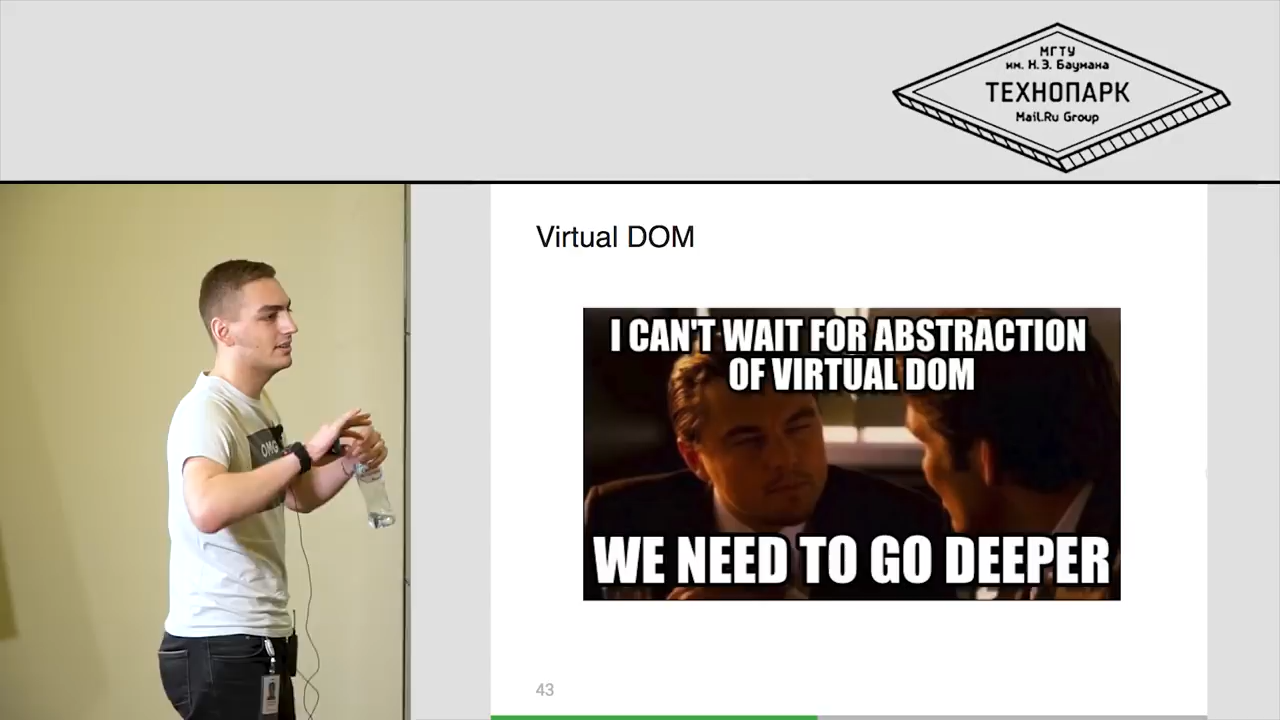 МГТУ
им. Н.Э. Баумана
ТЕХНОПАРК
Mail.Ru Group
Virtual DOM
I CAN'T WAIT FOR ABSTRACTION
OF VIRTUAL DOM
WE NEED TO GO DEEPER
OMG
43